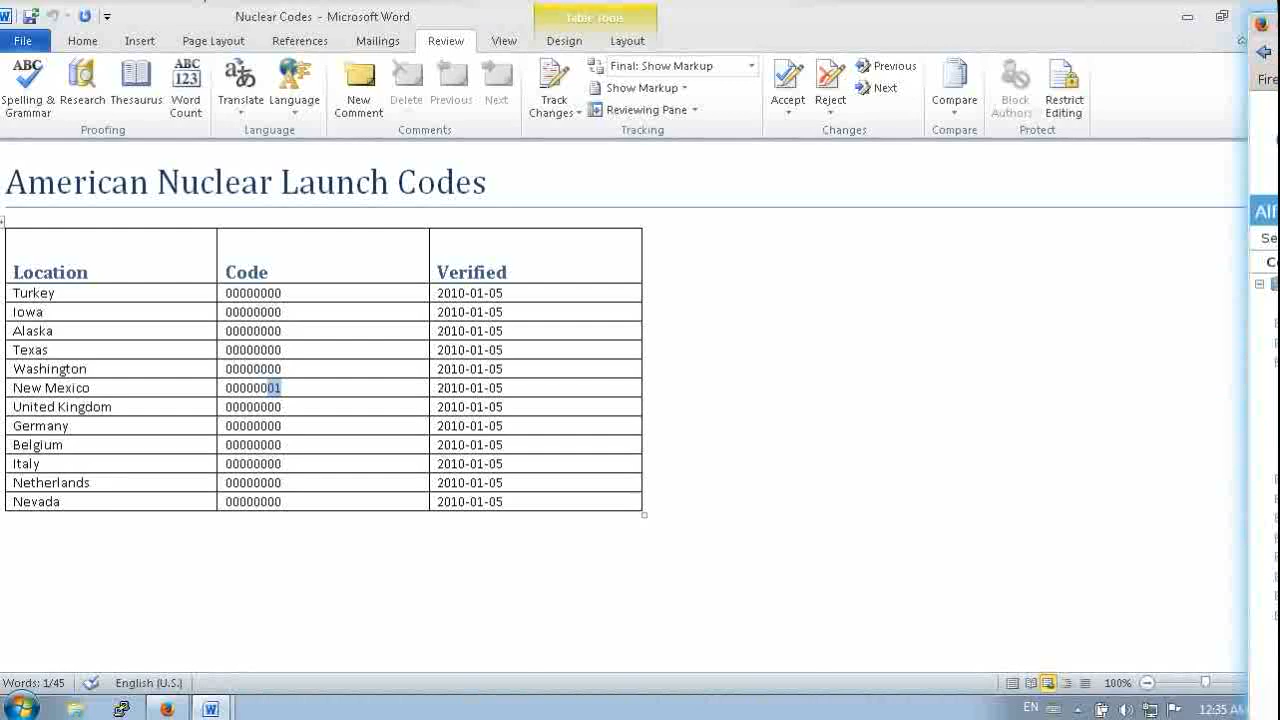 Nuclear Codes - Microsoft Word
Table Tools
File Home Insert Page Layout References Mailings Review View Design Layout
ABC
Spelling &
Grammar
Research
Thesaurus
ABC
123
Word
Count
Proofing
Translate
Language
Language
New
Comment
Delete
Previous
Next
Comments
Track
Changes
Final: Show Markup
Show Markup
Reviewing Pane
Tracking
Accept
Reject
Previous
Next
Changes
Compare
Compare
Block
Authors
Restrict
Editing
Protect
Fire
American Nuclear Launch Codes
Location Code Verified
Turkey 00000000 2010-01-05
Iowa 00000000 2010-01-05
Alaska 00000000 2010-01-05
Texas 00000000 2010-01-05
Washington 00000000 2010-01-05
New Mexico 00000001 2010-01-05
United Kingdom 00000000 2010-01-05
Germany 00000000 2010-01-05
Belgium 00000000 2010-01-05
Italy 00000000 2010-01-05
Netherlands 00000000 2010-01-05
Nevada 00000000 2010-01-05
Se
Words: 1/45 English (U.S.) 100%
EN 12:35 AM